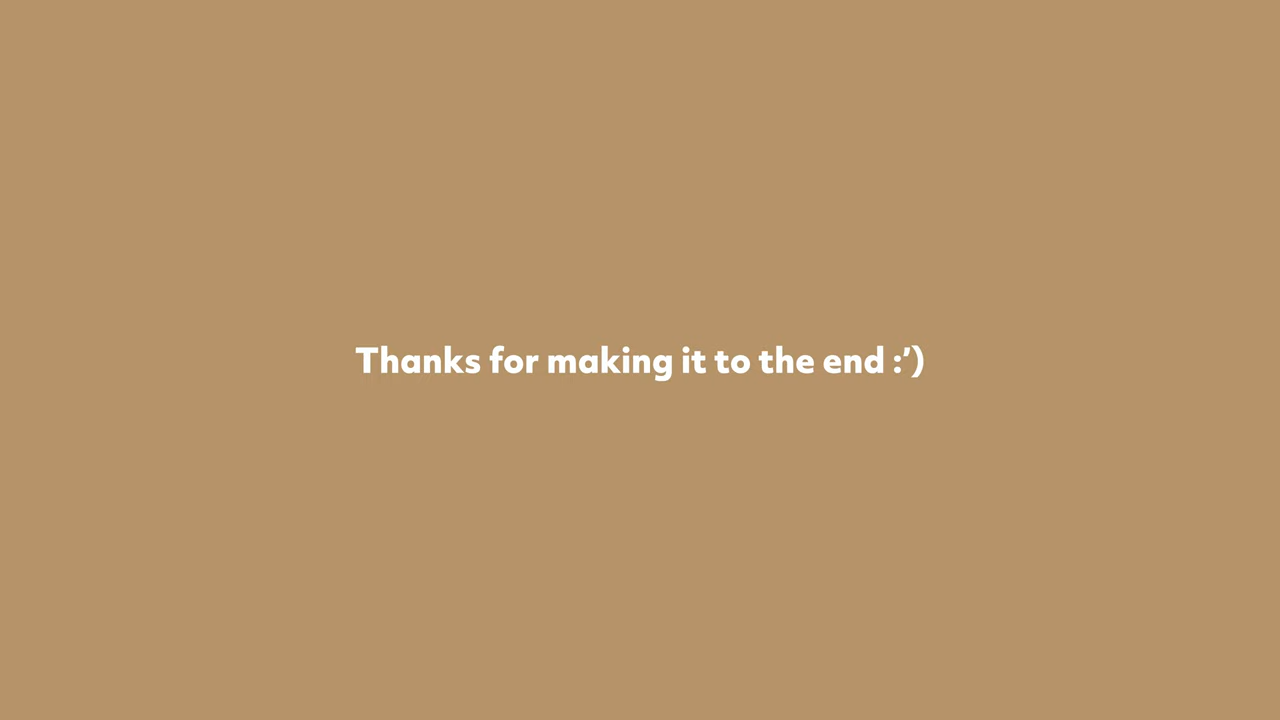 Thanks for making it to the end :’)